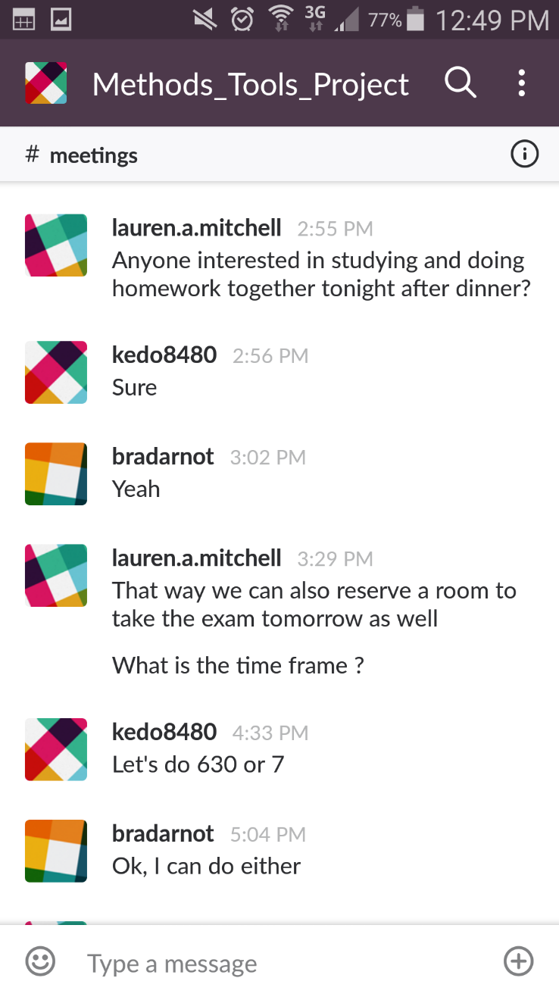 3G 77% 12:49 PM
Methods_Tools_Project
# meetings
lauren.a.mitchell 2:55 PM
Anyone interested in studying and doing
homework together tonight after dinner?
kedo8480 2:56 PM
Sure
bradarnot 3:02 PM
Yeah
lauren.a.mitchell 3:29 PM
That way we can also reserve a room to
take the exam tomorrow as well
What is the time frame ?
kedo8480 4:33 PM
Let's do 630 or 7
bradarnot 5:04 PM
Ok, I can do either
Type a message